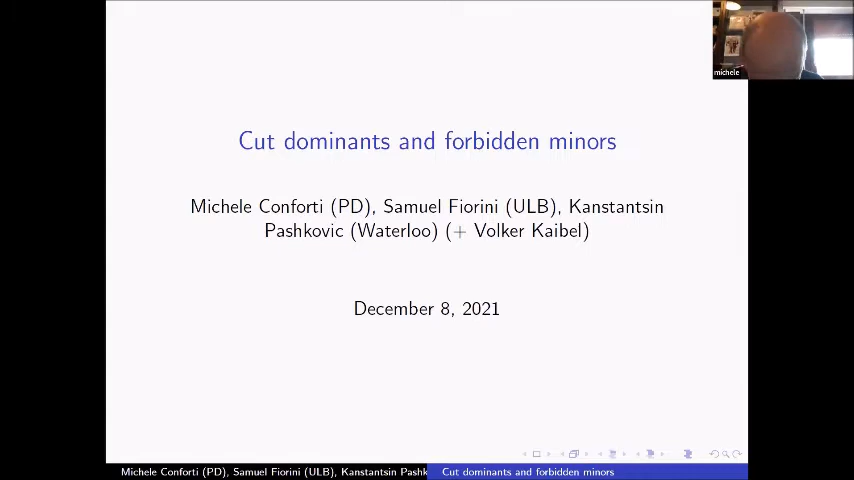 michele
Cut dominants and forbidden minors
Michele Conforti (PD), Samuel Fiorini (ULB), Kanstantsin
Pashkovic (Waterloo) (+ Volker Kaibel)
December 8, 2021
Michele Conforti (PD), Samuel Fiorini (ULB), Kanstantsin Pashk
Cut dominants and forbidden minors